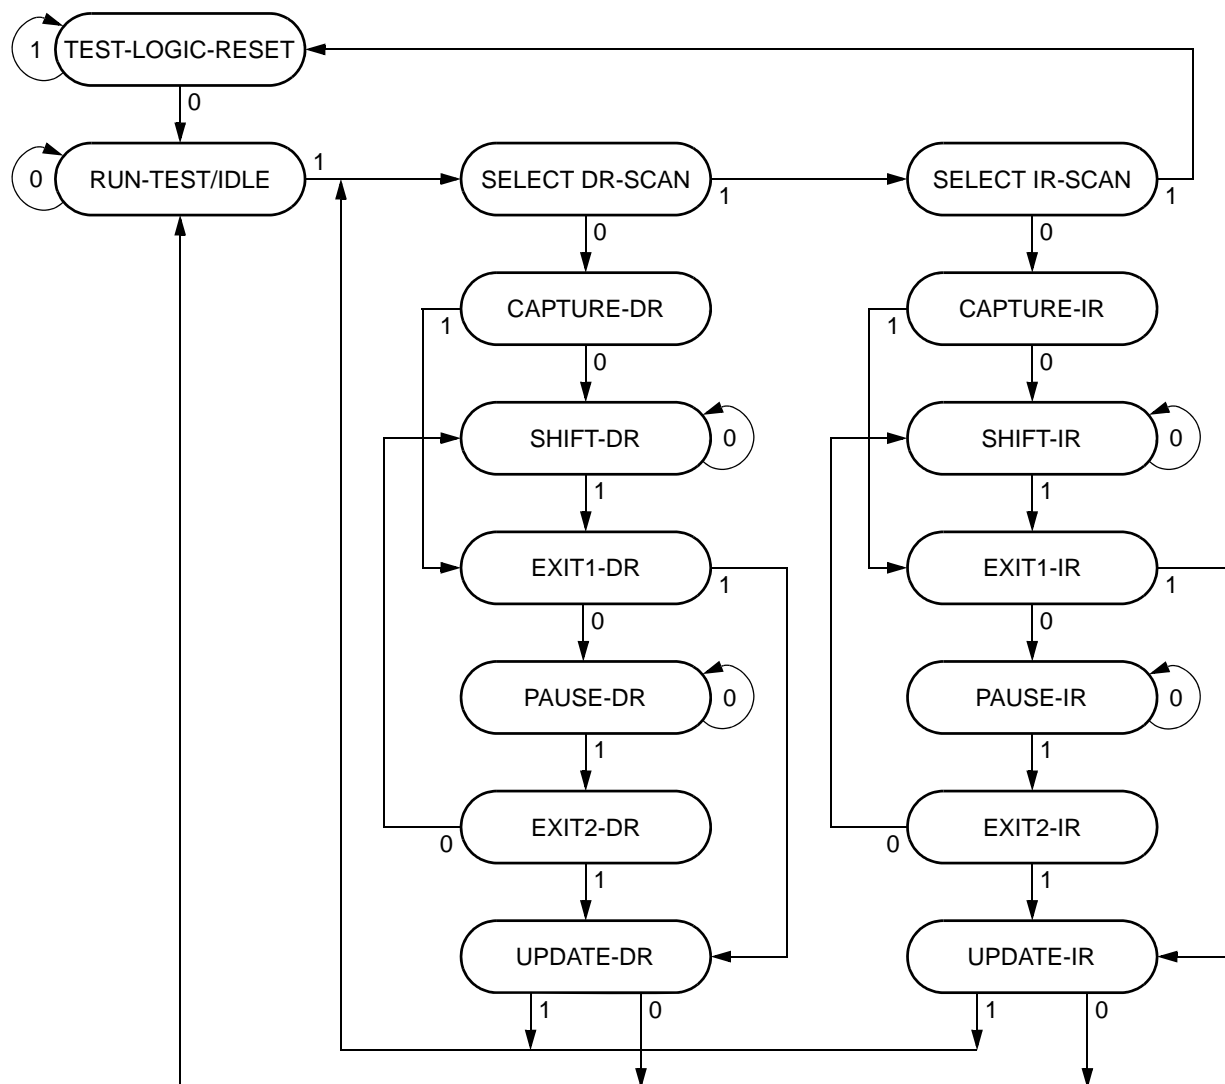 1
TEST-LOGIC-RESET
0
0
RUN-TEST/IDLE
1
SELECT DR-SCAN
1
SELECT IR-SCAN
1
0
0
CAPTURE-DR
1
0
CAPTURE-IR
1
0
SHIFT-DR
0
1
SHIFT-IR
0
1
EXIT1-DR
1
0
EXIT1-IR
1
0
PAUSE-DR
0
1
PAUSE-IR
0
1
EXIT2-DR
0
1
EXIT2-IR
0
1
UPDATE-DR
1
0
UPDATE-IR
1
0